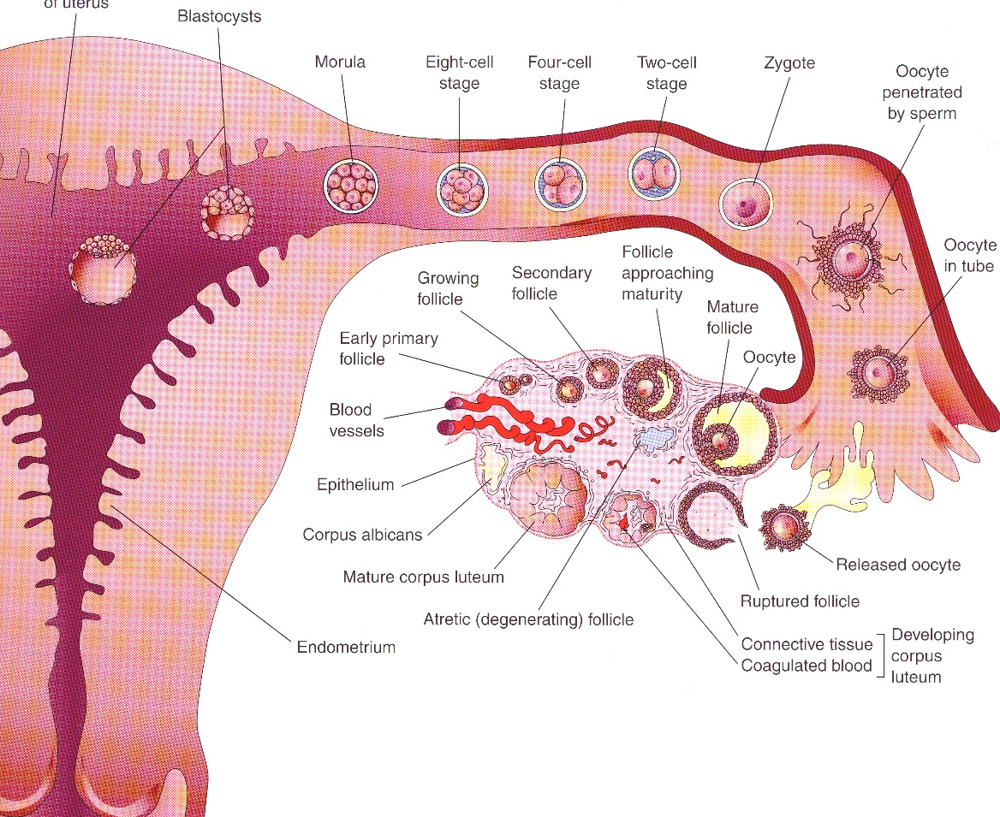 of uterus
Blastocysts
Morula
Eight-cell
stage
Four-cell
stage
Two-cell
stage
Zygote
Oocyte
penetrated
by sperm
Oocyte
in tube
Follicle
approaching
maturity
Growing
follicle
Secondary
follicle
Mature
follicle
Early primary
follicle
Oocyte
Blood
vessels
Epithelium
Corpus albicans
Mature corpus luteum
Atretic (degenerating) follicle
Endometrium
Released oocyte
Ruptured follicle
Connective tissue
Coagulated blood
Developing
corpus
luteum